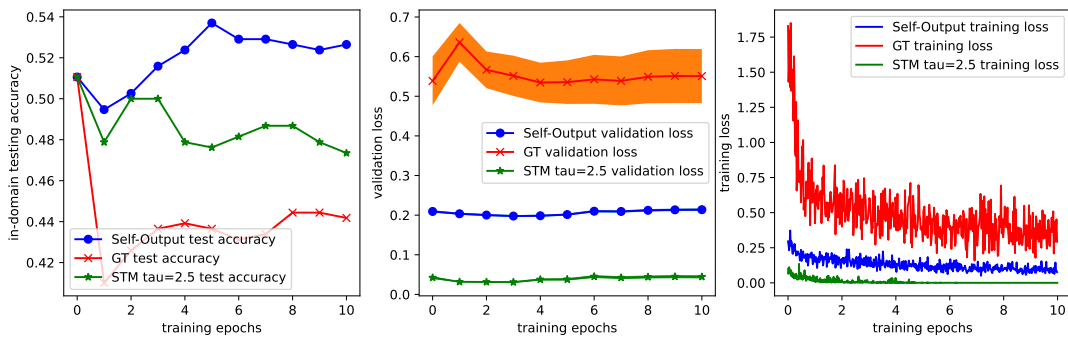 in-domain testing accuracy
0.54
0.52
0.50
0.48
0.46
0.44
0.42
Self-Output test accuracy
GT test accuracy
STM tau=2.5 test accuracy
0 2 4 6 8 10
training epochs
validation loss
0.7
0.6
0.5
0.4
0.3
0.2
0.1
0.0
Self-Output validation loss
GT validation loss
STM tau=2.5 validation loss
0 2 4 6 8 10
training epochs
training loss
1.75
1.50
1.25
1.00
0.75
0.50
0.25
0.00
Self-Output training loss
GT training loss
STM tau=2.5 training loss
0 2 4 6 8 10
training epochs